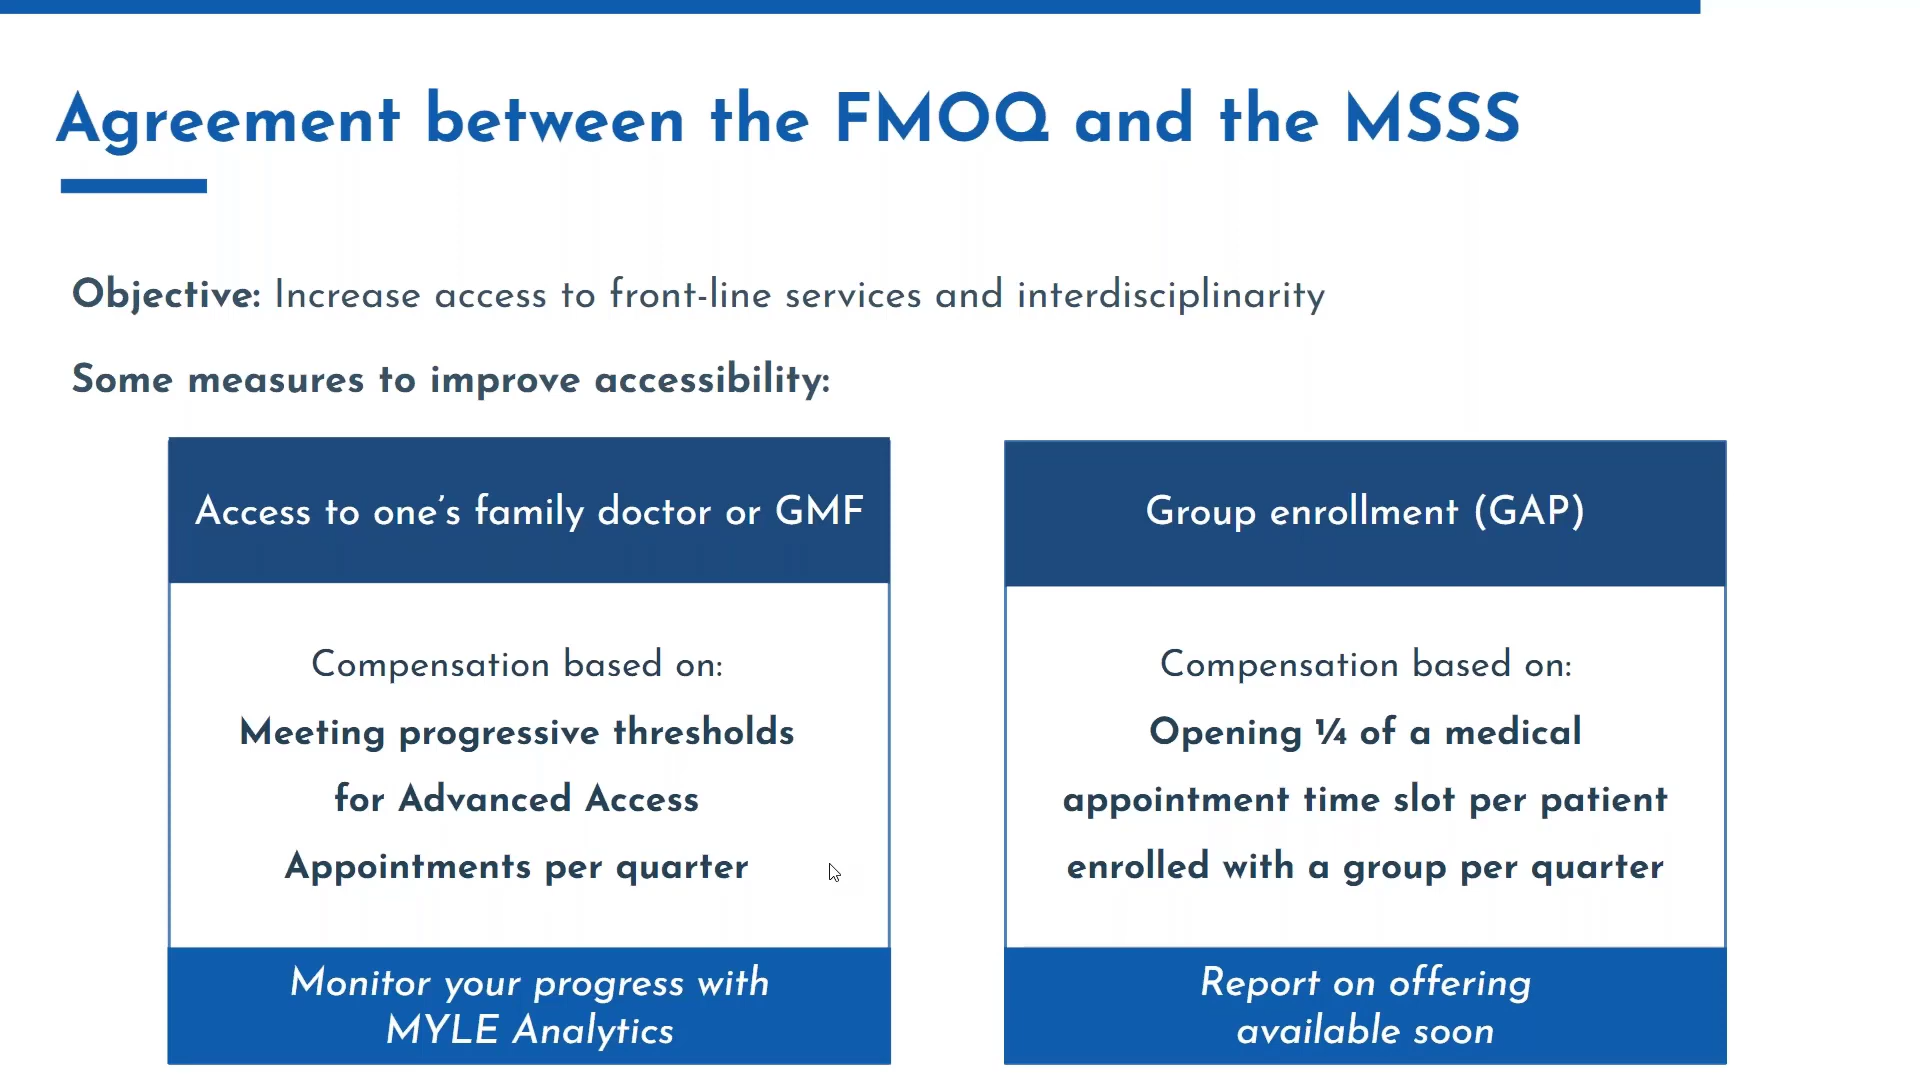 Agreement between the FMOQ and the MSSS
Objective: Increase access to front-line services and interdisciplinarity
Some measures to improve accessibility:
Access to one’s family doctor or GMF
Compensation based on:
Meeting progressive thresholds
for Advanced Access
Appointments per quarter
Monitor your progress with
MYLE Analytics
Group enrollment (GAP)
Compensation based on:
Opening ¼ of a medical
appointment time slot per patient
enrolled with a group per quarter
Report on offering
available soon